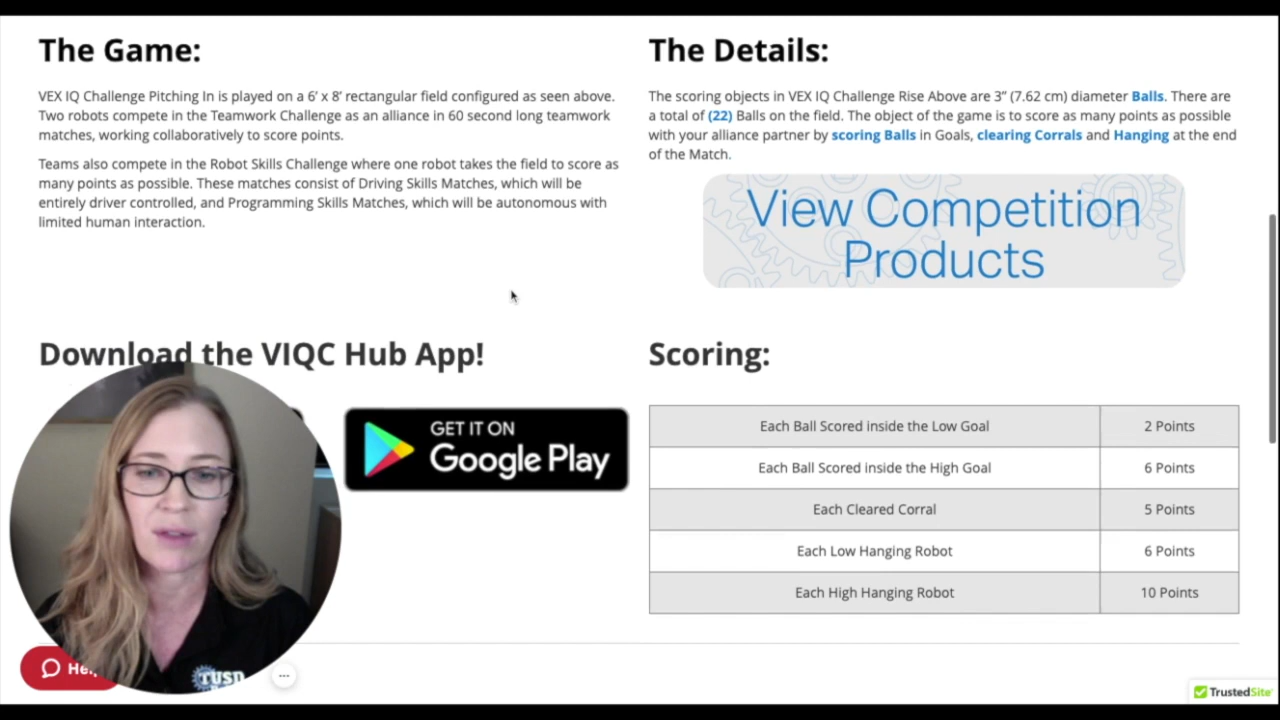 The Game:
VEX IQ Challenge Pitching In is played on a 6' x 8' rectangular field configured as seen above.
Two robots compete in the Teamwork Challenge as an alliance in 60 second long teamwork
matches, working collaboratively to score points.
Teams also compete in the Robot Skills Challenge where one robot takes the field to score as
many points as possible. These matches consist of Driving Skills Matches, which will be
entirely driver controlled, and Programming Skills Matches, which will be autonomous with
limited human interaction.
The Details:
The scoring objects in VEX IQ Challenge Rise Above are 3” (7.62 cm) diameter Balls. There are
a total of (22) Balls on the field. The object of the game is to score as many points as possible
with your alliance partner by scoring Balls in Goals, clearing Corrals and Hanging at the end
of the Match.
View Competition
Products
Download the VIQC Hub App!
GET IT ON
Google Play
Scoring:
Each Ball Scored inside the Low Goal 2 Points
Each Ball Scored inside the High Goal 6 Points
Each Cleared Corral 5 Points
Each Low Hanging Robot 6 Points
Each High Hanging Robot 10 Points
TUSD
...
TrustedSite